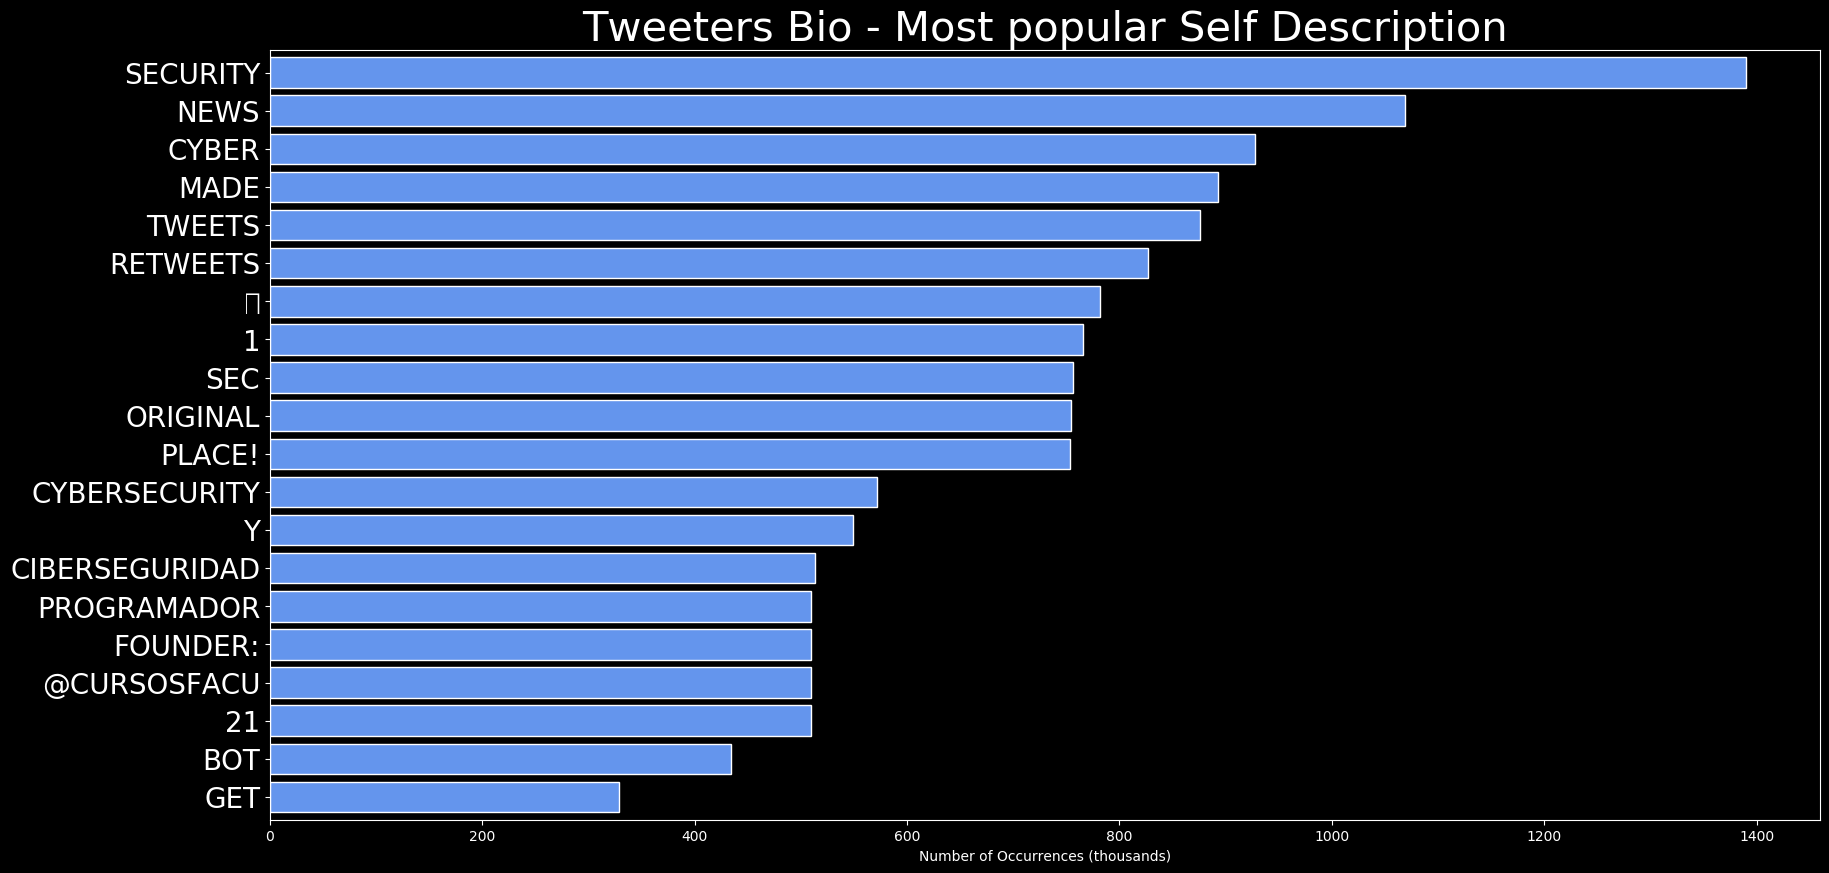 Tweeters Bio - Most popular Self Description
SECURITY
NEWS
CYBER
MADE
TWEETS
RETWEETS
1
SEC
ORIGINAL
PLACE!
CYBERSECURITY
Y
CIBERSEGURIDAD
PROGRAMADOR
FOUNDER:
@CURSOSFACU
21
BOT
GET
0 200 400 600 800 1000 1200 1400
Number of Occurrences (thousands)